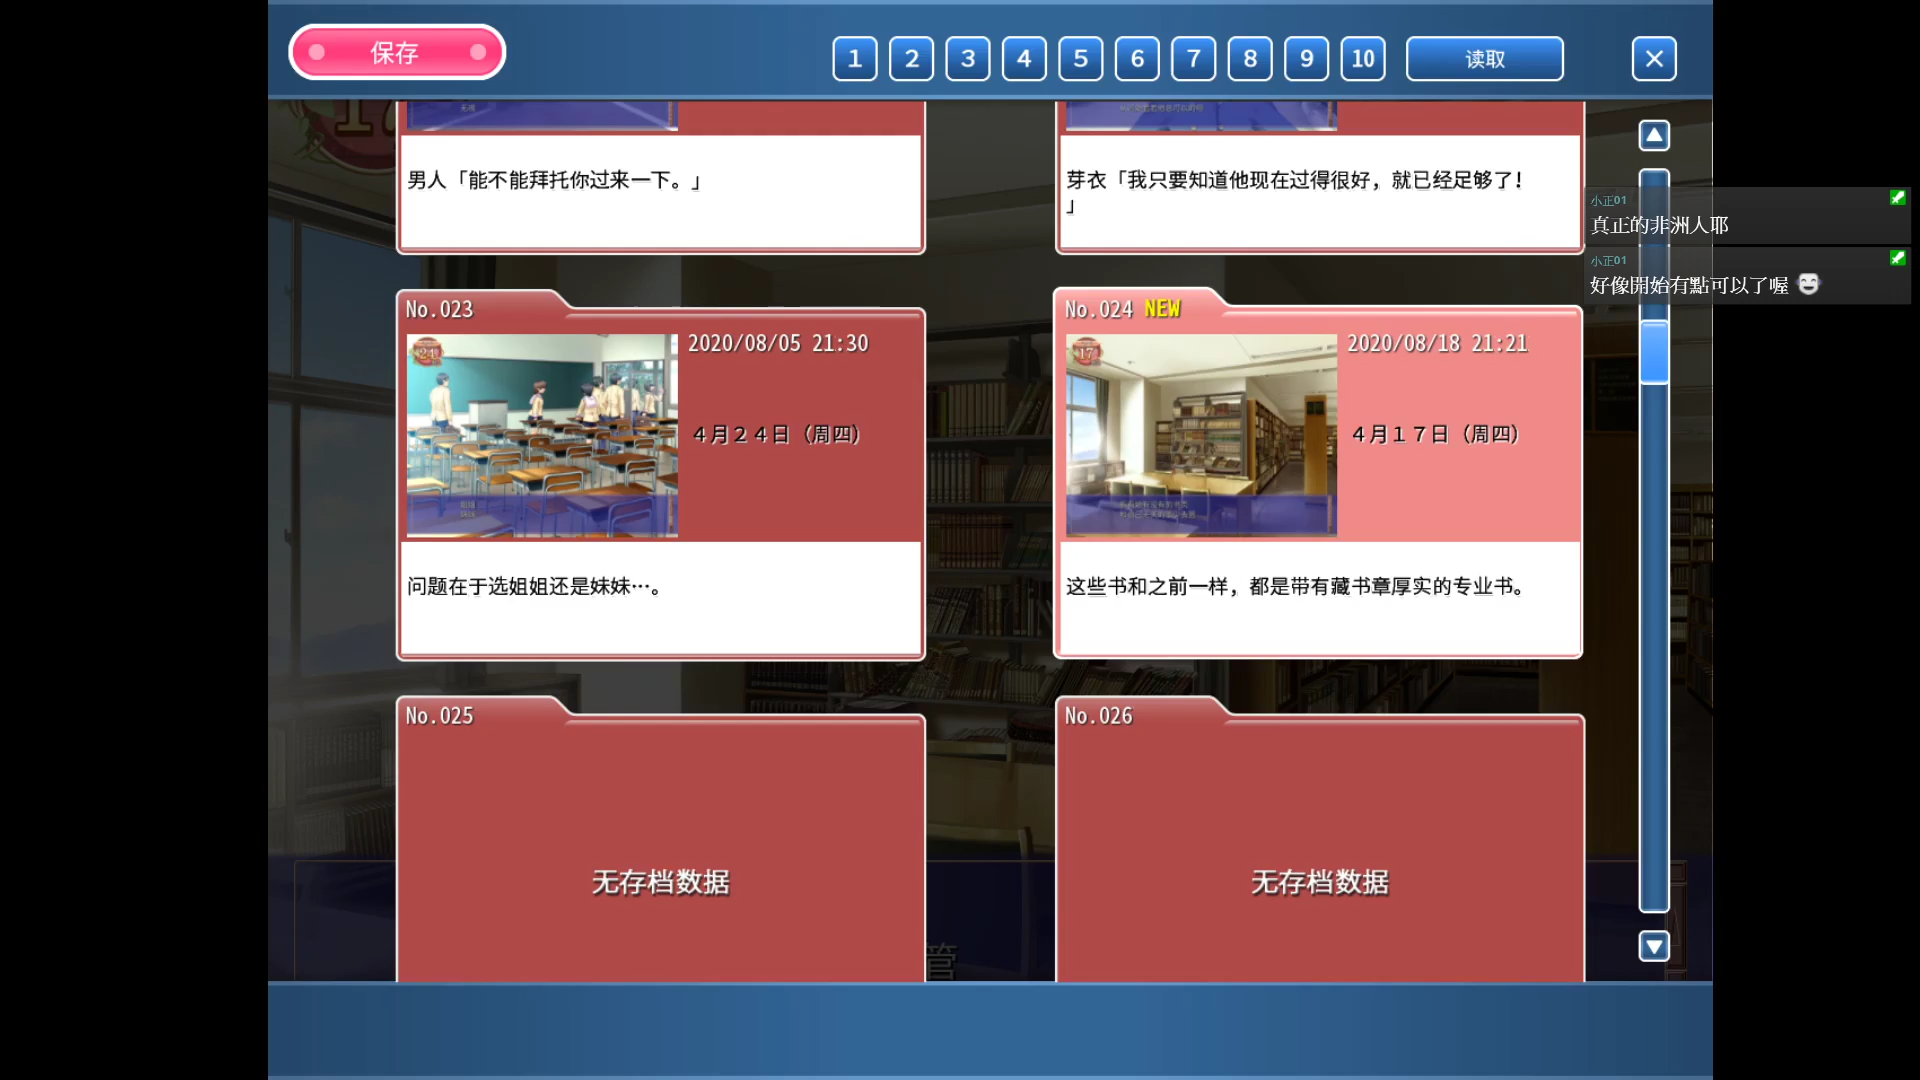 保存
1 2 3 4 5 6 7 8 9 10
读取
男人「能不能拜托你过来一下。」
芽衣「我只要知道他现在过得很好，就已经足够了！
」
小正01
真正的非洲人耶
小正01
好像開始有點可以了喔
No.023
2020/08/05 21:30
24
４月２４日（周四）
问题在于选姐姐还是妹妹…。
No.024 NEW
2020/08/18 21:21
17
４月１７日（周四）
这些书和之前一样，都是带有藏书章厚实的专业书。
No.025
无存档数据
No.026
无存档数据
管